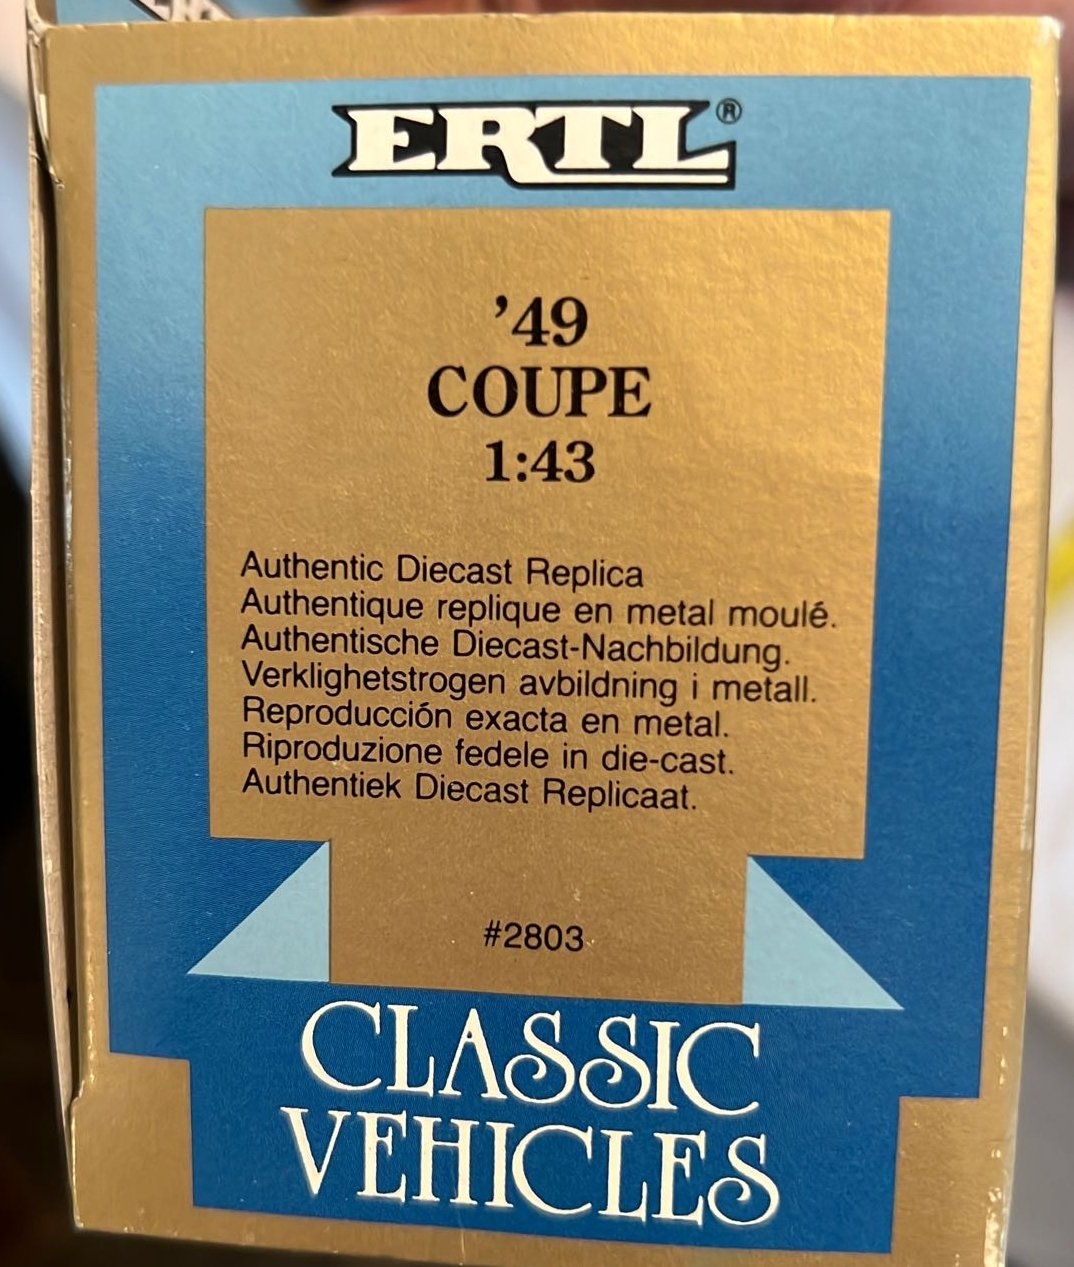 ERTL®
’49
COUPE
1:43
Authentic Diecast Replica
Authentique replique en metal moulé.
Authentische Diecast-Nachbildung.
Verklighetstrogen avbildning i metall.
Reproducción exacta en metal.
Riproduzione fedele in die-cast.
Authentiek Diecast Replicaat.
#2803
CLASSIC
VEHICLES